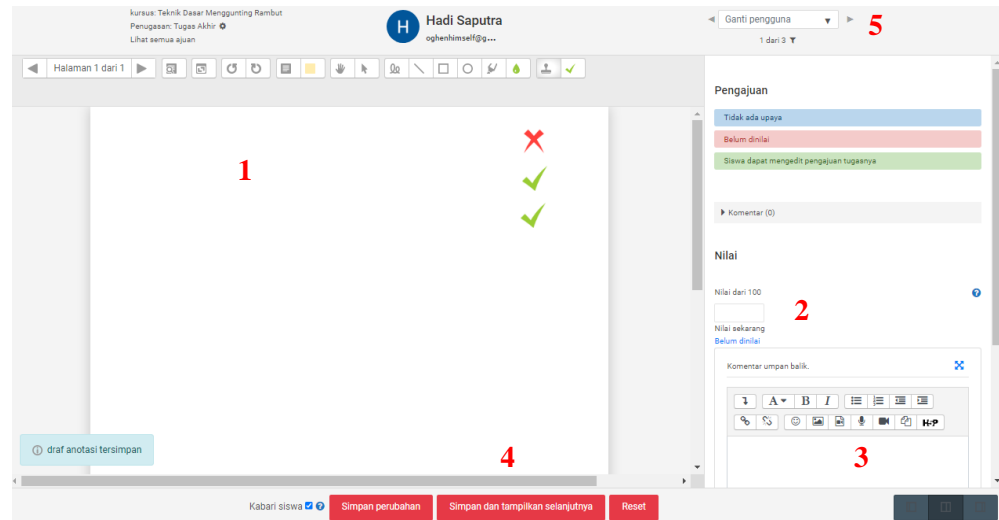 kursus: Teknik Dasar Menggunting Rambut
Penugasan: Tugas Akhir
Lihat semua ajuan
H
Hadi Saputra
oghenhimself@g...
Ganti pengguna
1 dari 3
5
Halaman 1 dari 1
1
draf anotasi tersimpan
Pengajuan
Tidak ada upaya
Belum dinilai
Siswa dapat mengedit pengajuan tugasnya
Komentar (0)
Nilai
Nilai dari 100
2
Nilai sekarang
Belum dinilai
Komentar umpan balik.
A B I
H-P
3
4
Kabari siswa
Simpan perubahan
Simpan dan tampilkan selanjutnya
Reset